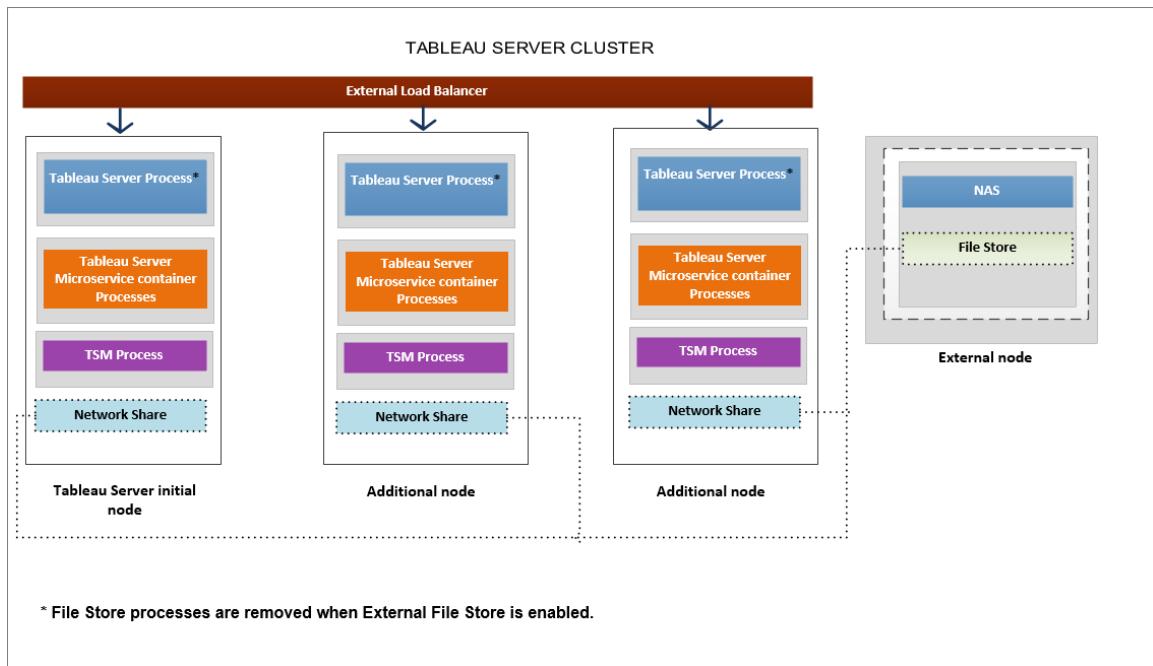 TABLEAU SERVER CLUSTER
External Load Balancer
Tableau Server Process*
Tableau Server
Microservice container
Processes
TSM Process
Network Share
Tableau Server initial
node
Tableau Server Process*
Tableau Server
Microservice container
Processes
TSM Process
Network Share
Additional node
Tableau Server Process*
Tableau Server
Microservice container
Processes
TSM Process
Network Share
Additional node
NAS
File Store
External node
* File Store processes are removed when External File Store is enabled.